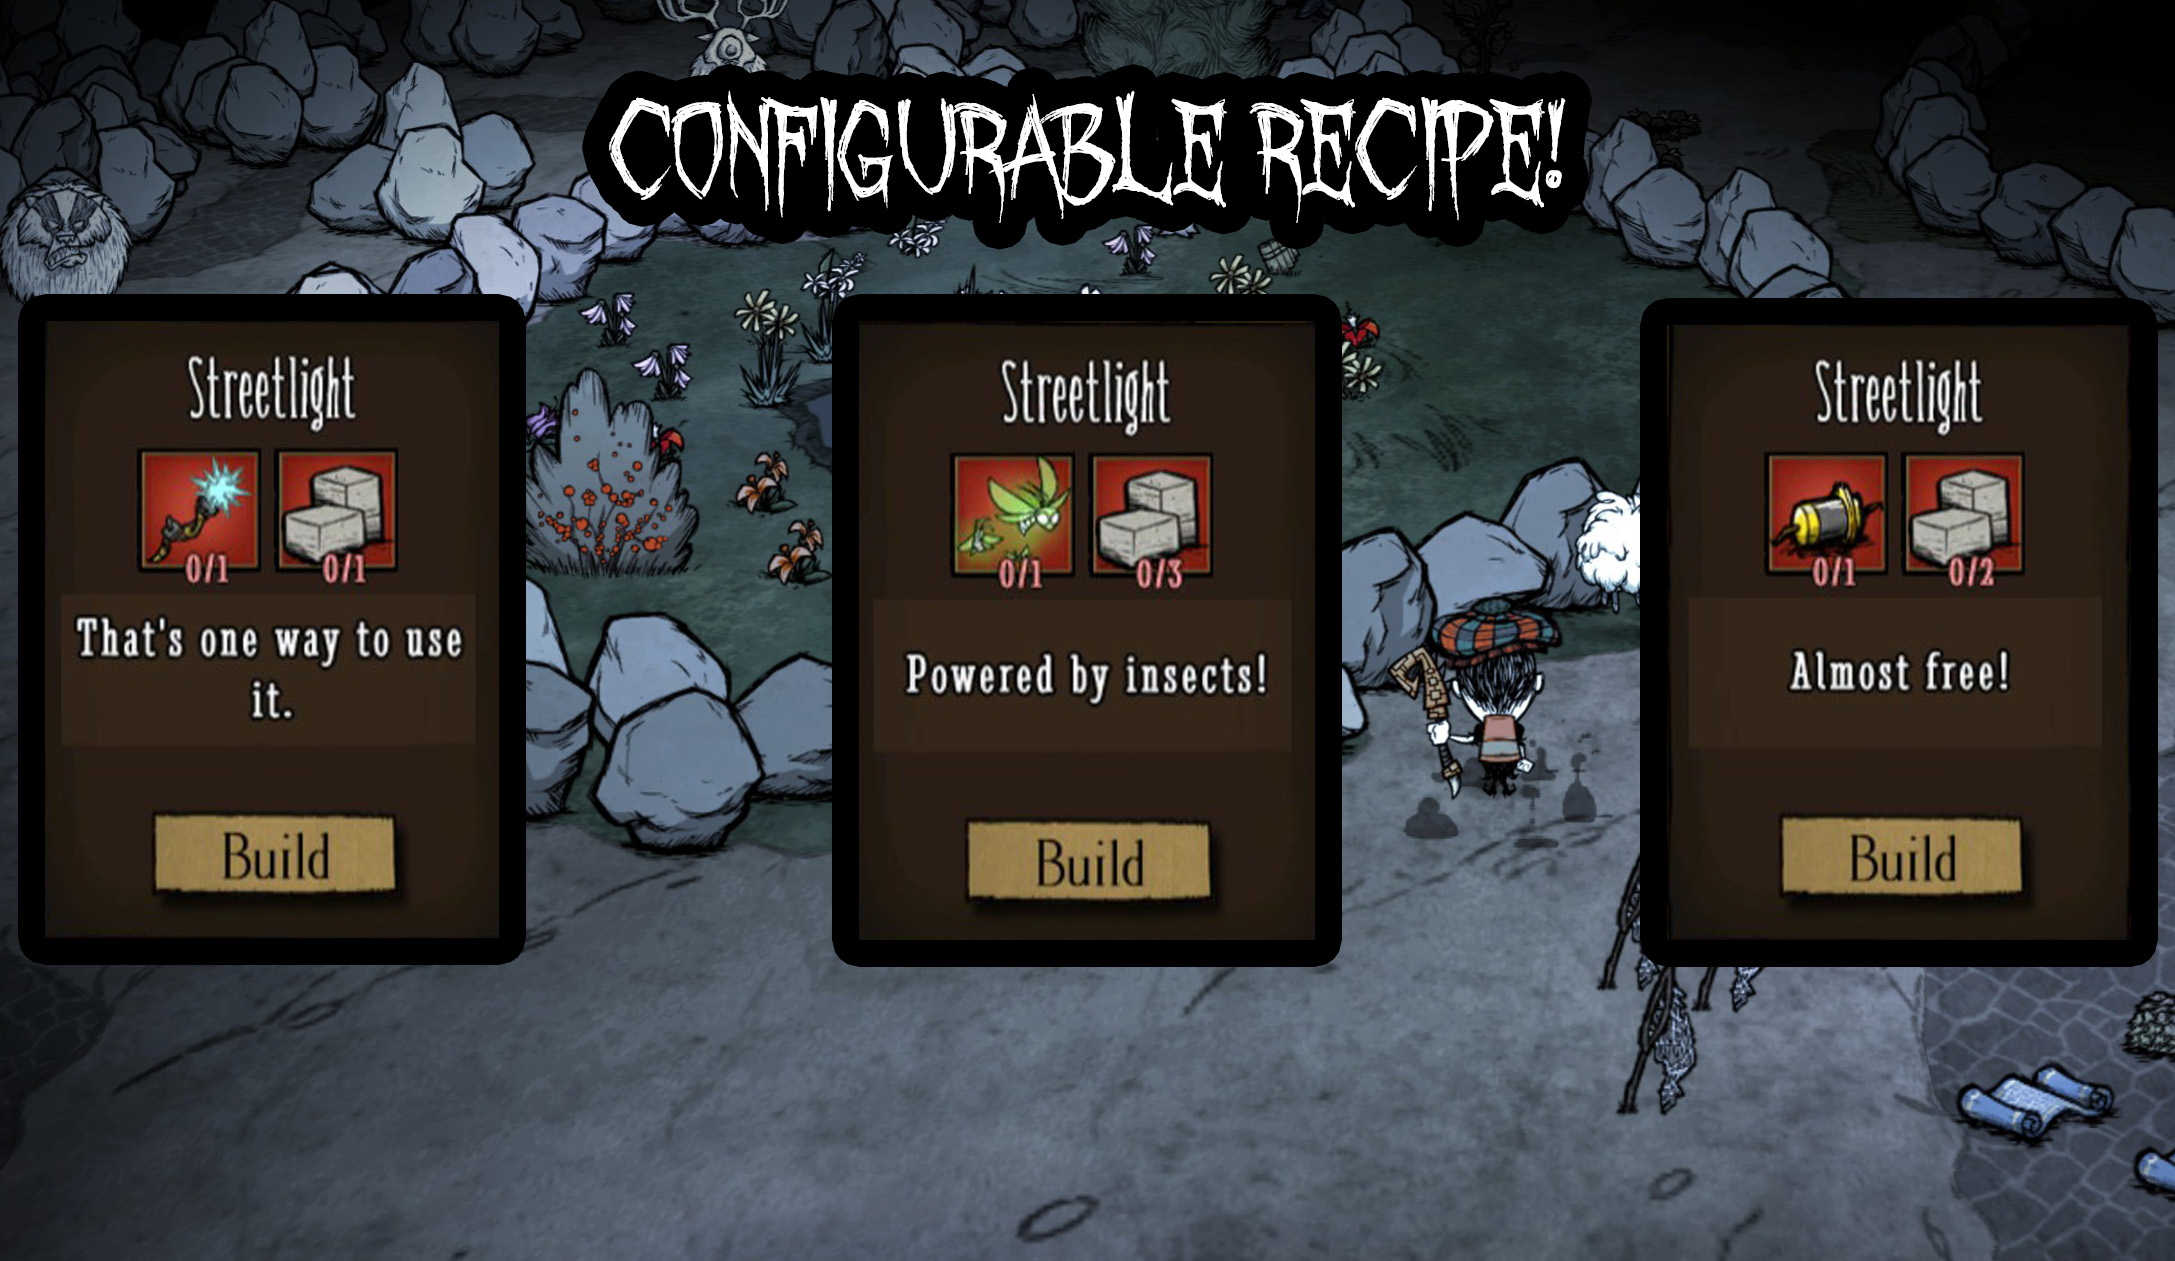 CONFIGURABLE RECIPE!
Streetlight
0/1 0/1
That's one way to use
it.
Build
Streetlight
0/1 0/3
Powered by insects!
Build
Streetlight
0/1 0/2
Almost free!
Build